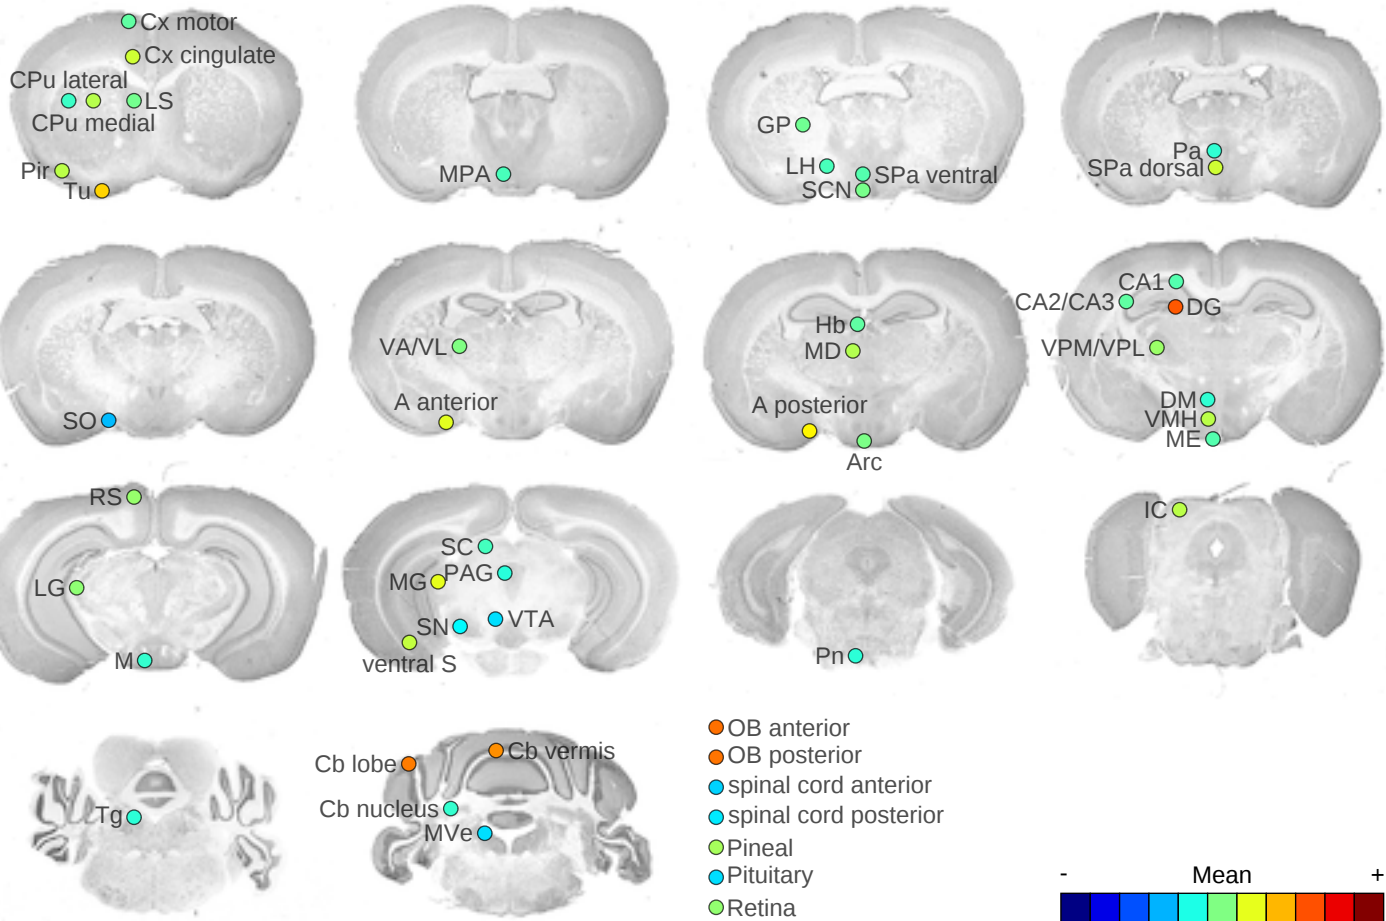 Cx motor
Cx cingulate
CPu lateral
LS
CPu medial
Pir
Tu
MPA
GP
LH
SPa ventral
SCN
Pa
SPa dorsal
SO
VA/VL
A anterior
Hb
MD
A posterior
Arc
CA1
CA2/CA3
DG
VPM/VPL
DM
VMH
ME
RS
LG
M
SC
PAG
MG
SN
VTA
ventral S
Pn
IC
Tg
Cb lobe
Cb vermis
Cb nucleus
MVe
OB anterior
OB posterior
spinal cord anterior
spinal cord posterior
Pineal
Pituitary
Retina
- Mean +